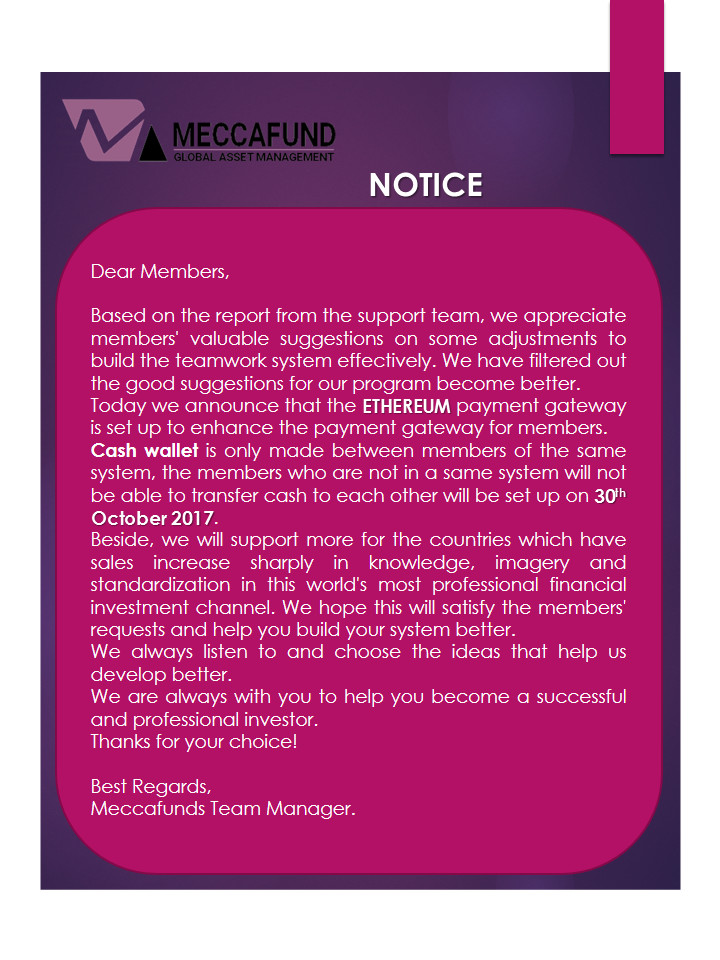 MECCAFUND
GLOBAL ASSET MANAGEMENT
NOTICE
Dear Members,
Based on the report from the support team, we appreciate
members' valuable suggestions on some adjustments to
build the teamwork system effectively. We have filtered out
the good suggestions for our program become better.
Today we announce that the ETHEREUM payment gateway
is set up to enhance the payment gateway for members.
Cash wallet is only made between members of the same
system, the members who are not in a same system will not
be able to transfer cash to each other will be set up on 30th
October 2017.
Beside, we will support more for the countries which have
sales increase sharply in knowledge, imagery and
standardization in this world's most professional financial
investment channel. We hope this will satisfy the members'
requests and help you build your system better.
We always listen to and choose the ideas that help us
develop better.
We are always with you to help you become a successful
and professional investor.
Thanks for your choice!
Best Regards,
Meccafunds Team Manager.